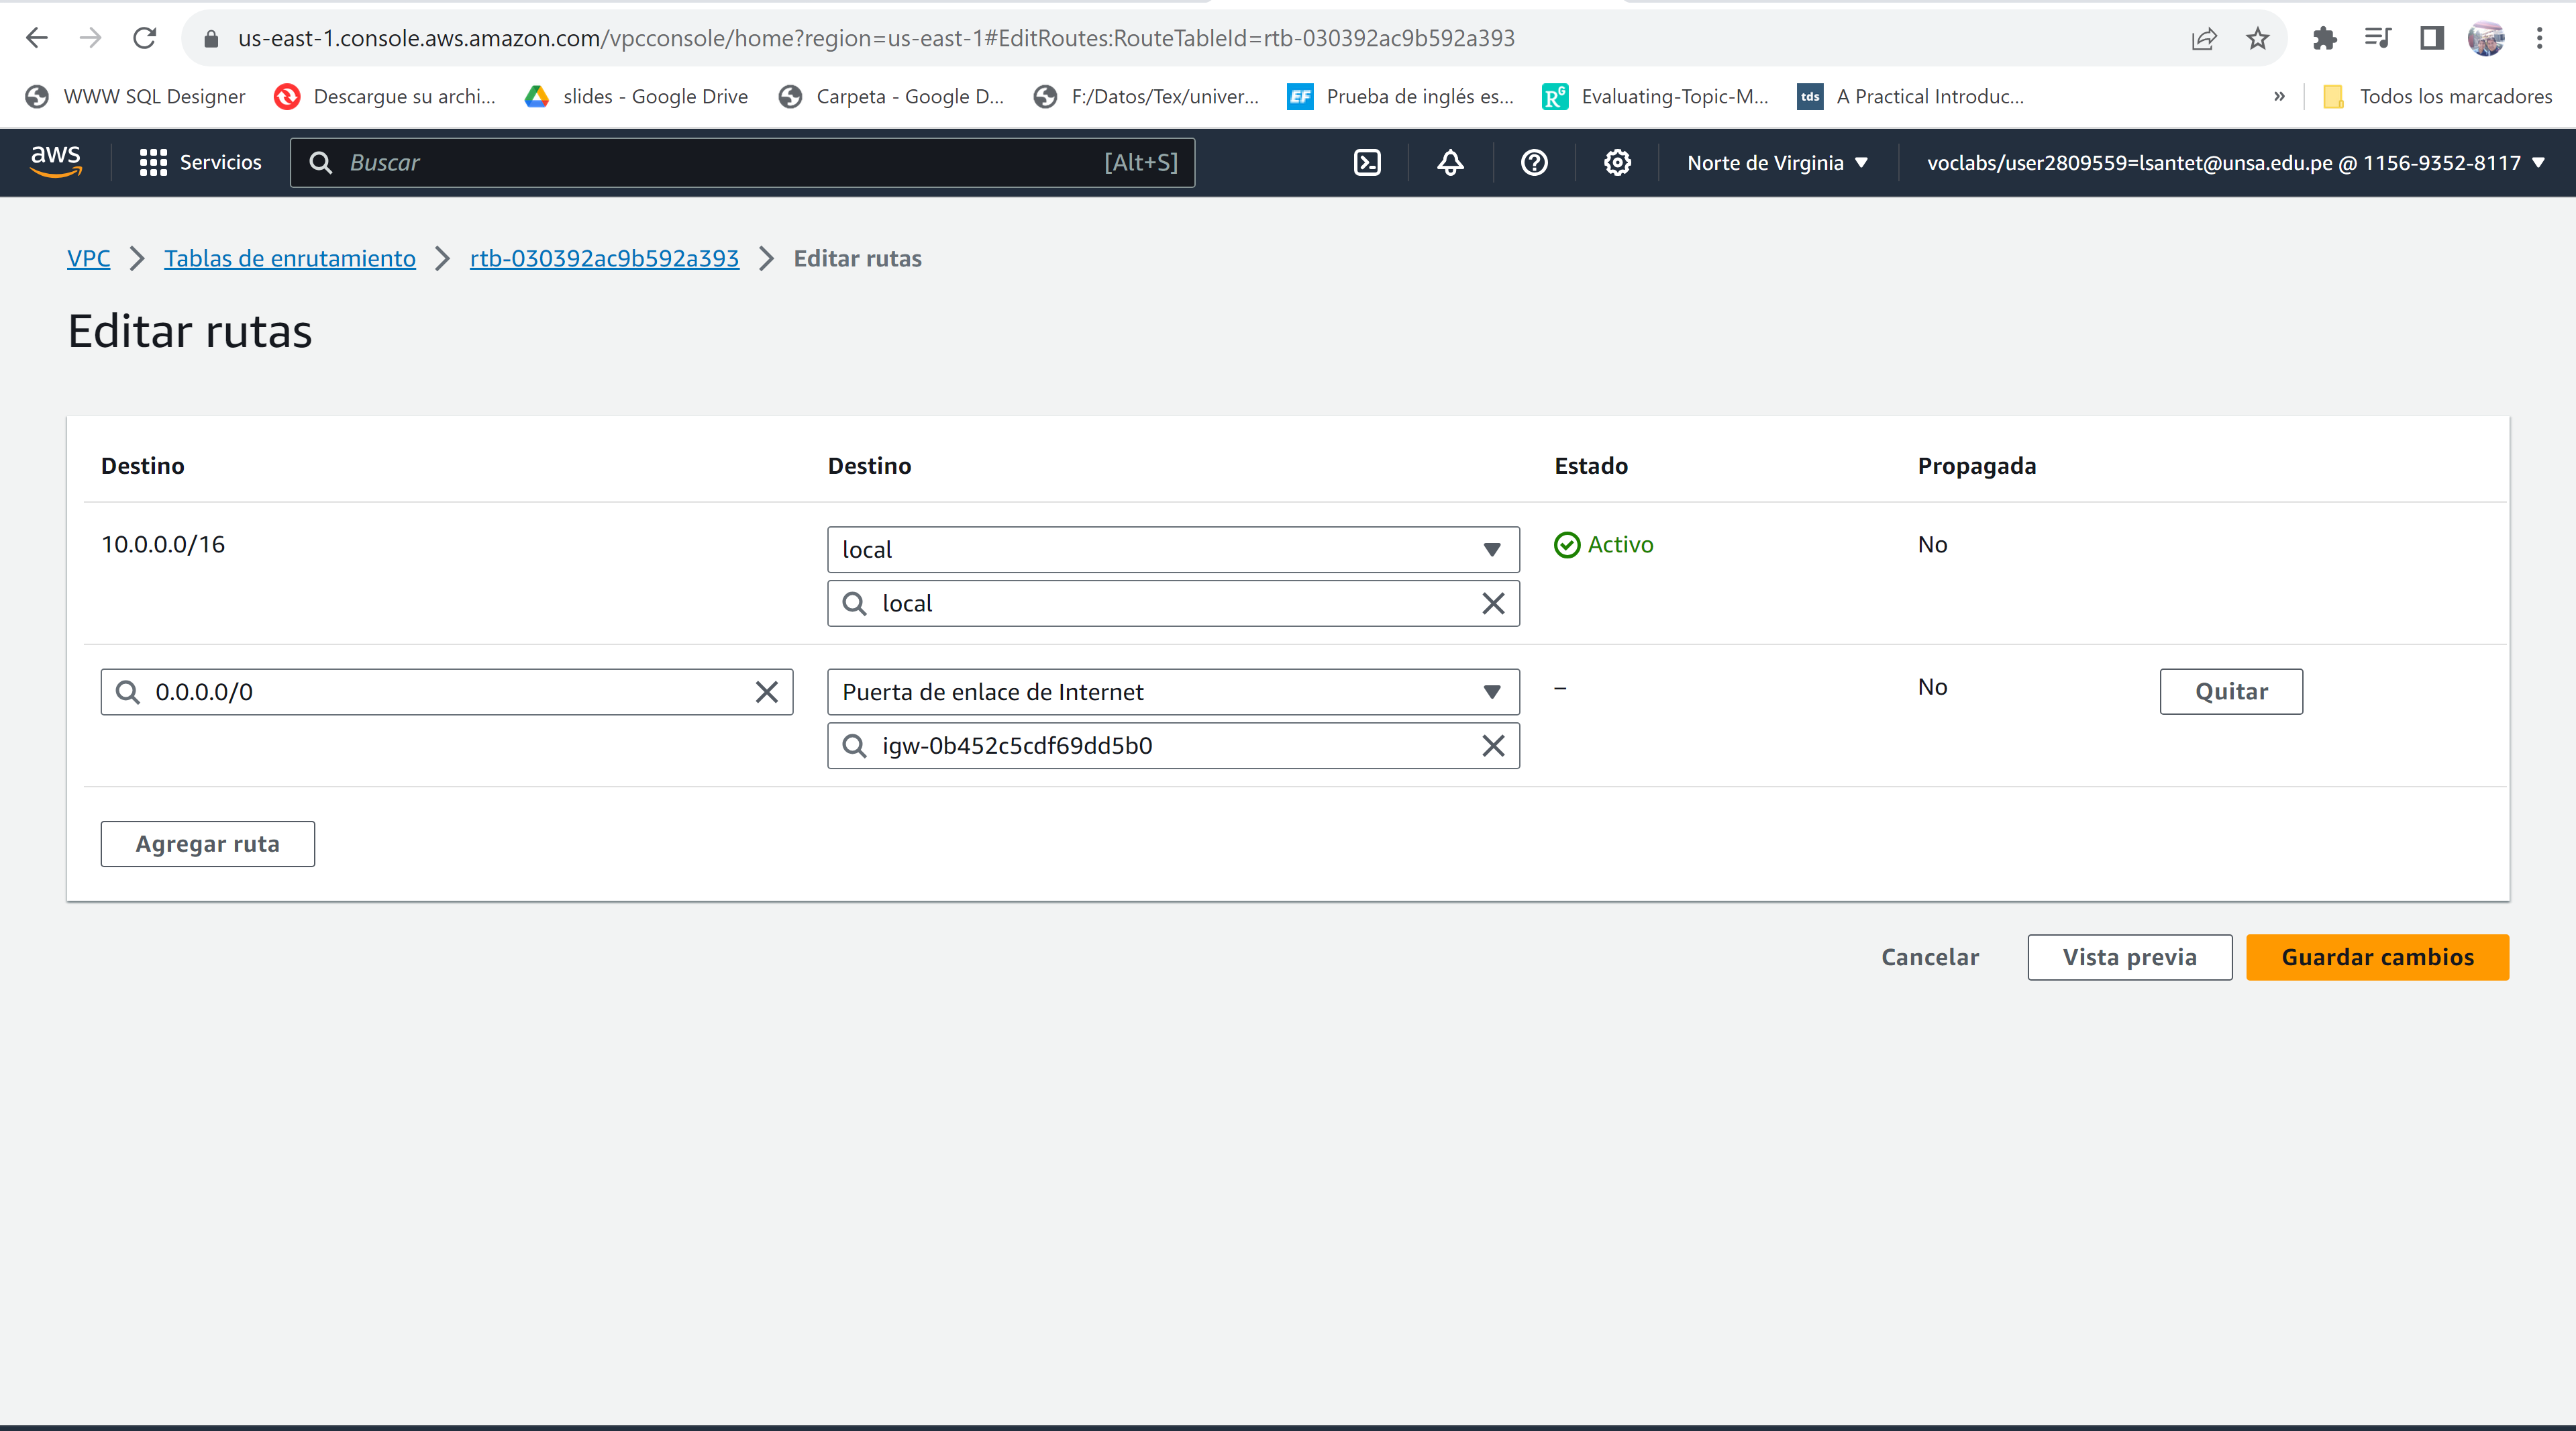 us-east-1.console.aws.amazon.com/vpcconsole/home?region=us-east-1#EditRoutes:RouteTableId=rtb-030392ac9b592a393
WWW SQL Designer Descargue su archi... slides - Google Drive Carpeta - Google D... F:/Datos/Tex/univer... EF Prueba de inglés es... RG Evaluating-Topic-M... tds A Practical Introduc... » Todos los marcadores
aws Servicios Buscar [Alt+S] Norte de Virginia voclabs/user2809559=lsantet@unsa.edu.pe @ 1156-9352-8117
VPC Tablas de enrutamiento rtb-030392ac9b592a393 Editar rutas
Editar rutas
Destino Destino Estado Propagada
10.0.0.0/16 local Activo No
local
0.0.0.0/0 Puerta de enlace de Internet – No Quitar
igw-0b452c5cdf69dd5b0
Agregar ruta
Cancelar Vista previa Guardar cambios